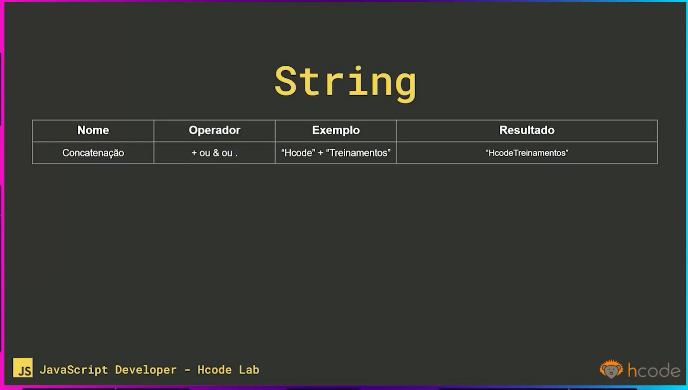 String
Nome Operador Exemplo Resultado
Concatenação + ou & ou . “Hcode” + “Treinamentos” “HcodeTreinamentos”
JS JavaScript Developer - Hcode Lab
hcode